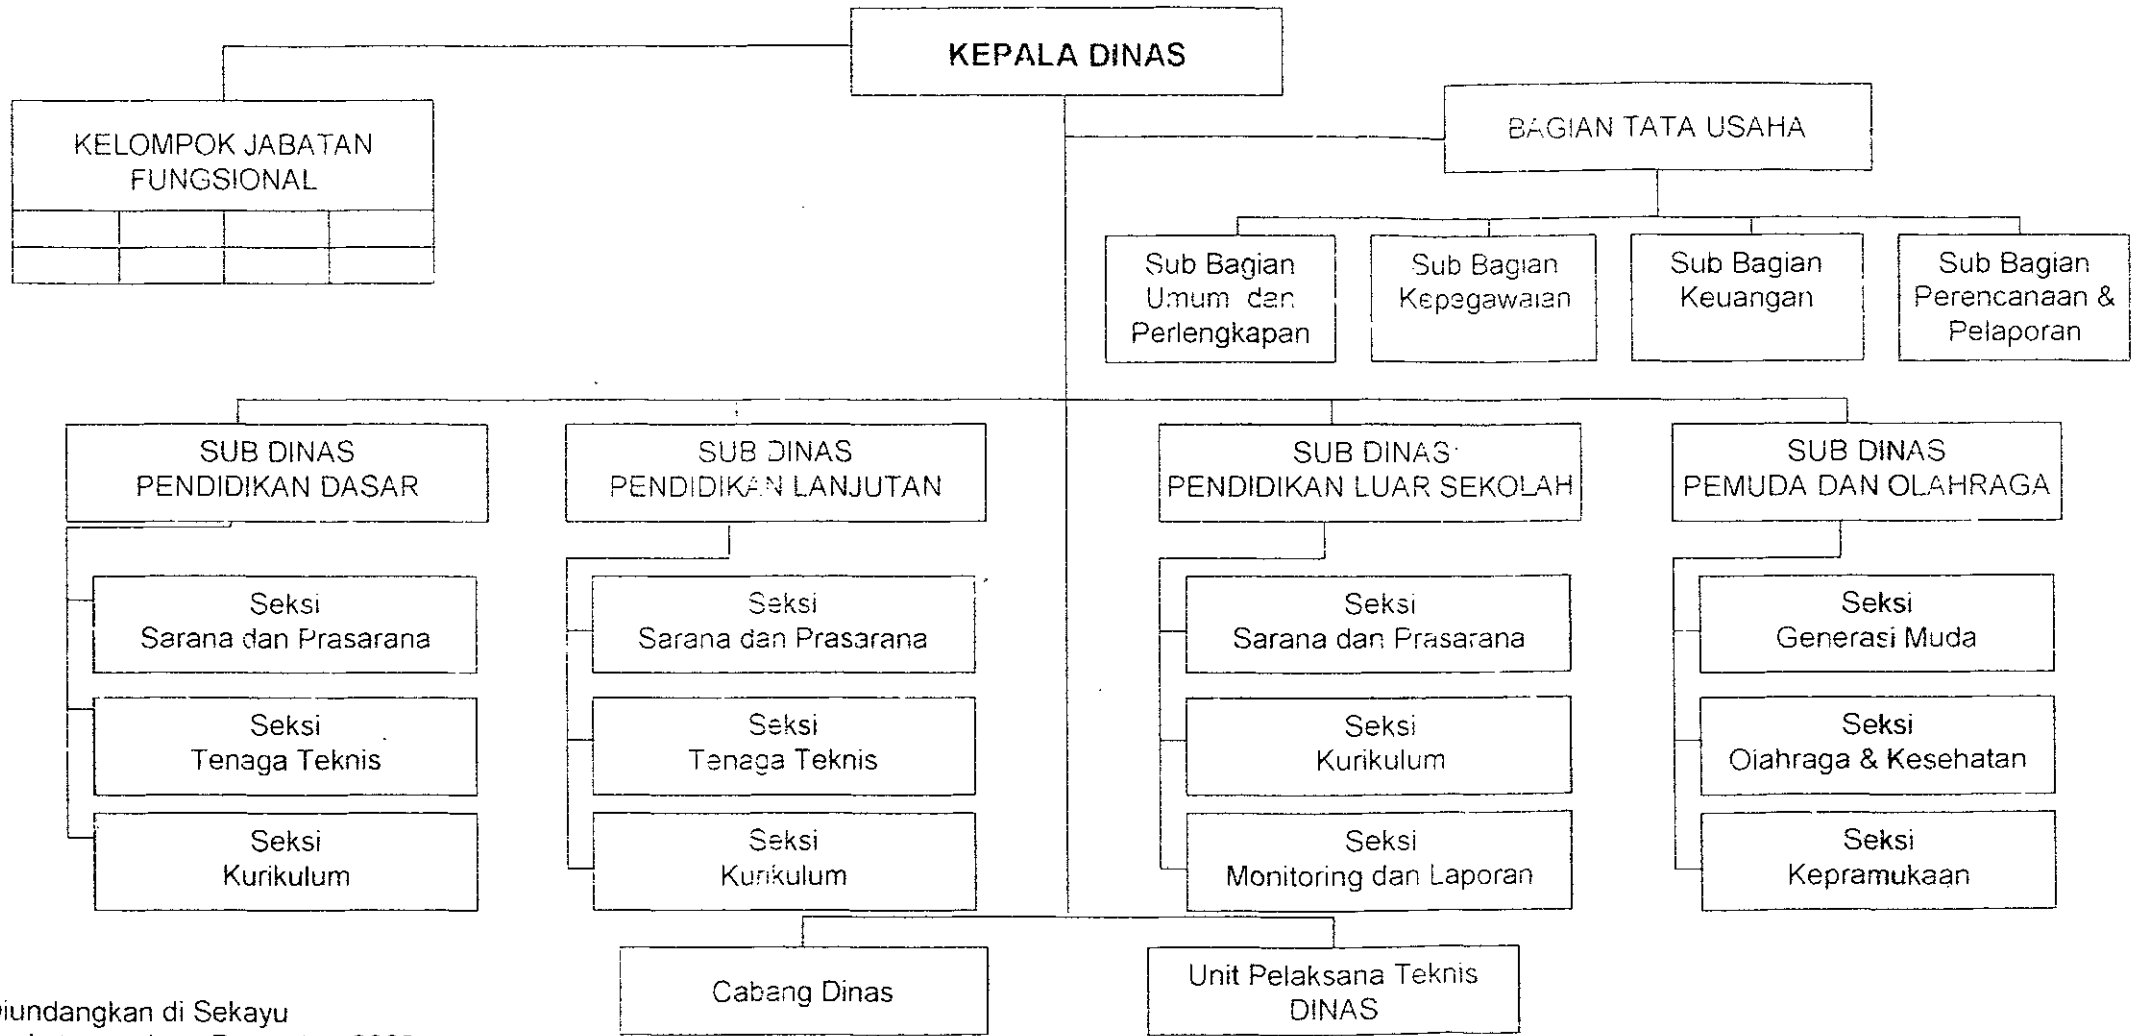 KEPALA DINAS
KELOMPOK JABATAN
FUNGSIONAL
BAGIAN TATA USAHA
Sub Bagian
Umum dan
Perlengkapan
Sub Bagian
Kepegawaian
Sub Bagian
Keuangan
Sub Bagian
Perencanaan &
Pelaporan
SUB DINAS
PENDIDIKAN DASAR
Seksi
Sarana dan Prasarana
Seksi
Tenaga Teknis
Seksi
Kurikulum
SUB DINAS
PENDIDIKAN LANJUTAN
Seksi
Sarana dan Prasarana
Seksi
Tenaga Teknis
Seksi
Kurikulum
SUB DINAS
PENDIDIKAN LUAR SEKOLAH
Seksi
Sarana dan Prasarana
Seksi
Kurikulum
Seksi
Monitoring dan Laporan
SUB DINAS
PEMUDA DAN OLAHRAGA
Seksi
Generasi Muda
Seksi
Olahraga & Kesehatan
Seksi
Kepramukaan
Cabang Dinas
Unit Pelaksana Teknis
DINAS
Diundangkan di Sekayu